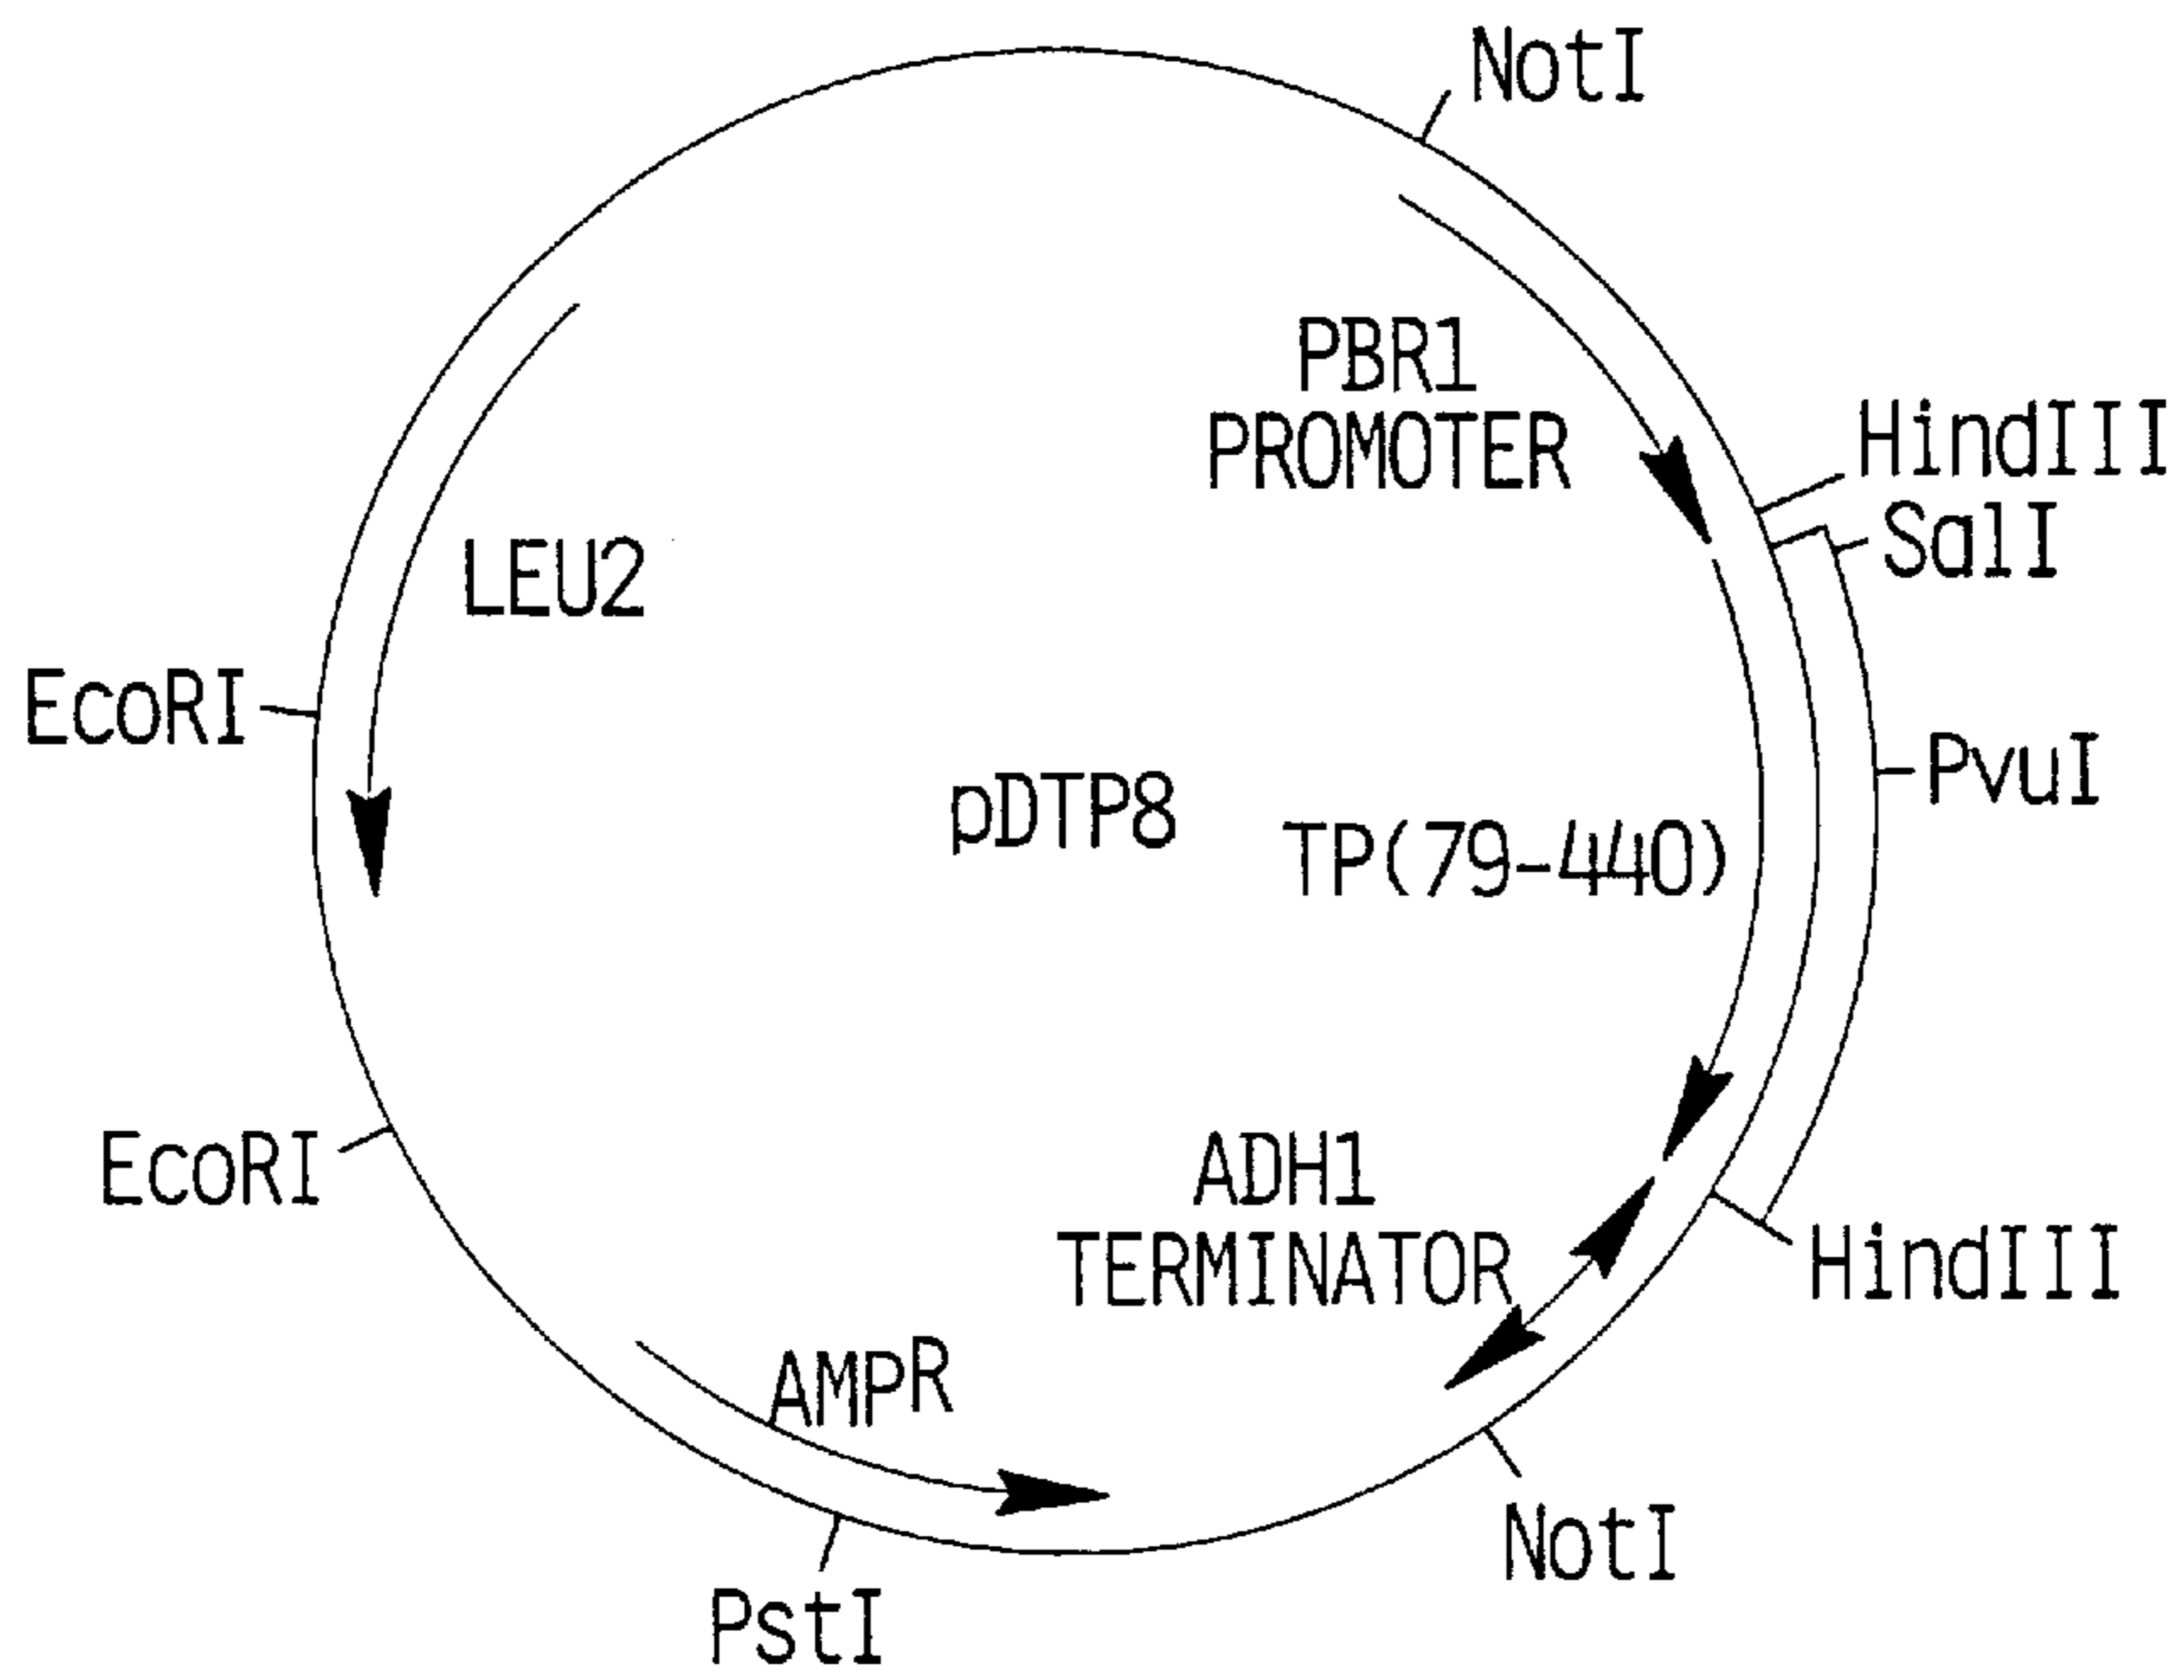 NotI
PBR1
PROMOTER
HindIII
SalI
LEU2
EcoRI
PvuI
pDTP8
TP(79-440)
EcoRI
ADH1
TERMINATOR
HindIII
AMPR
NotI
PstI